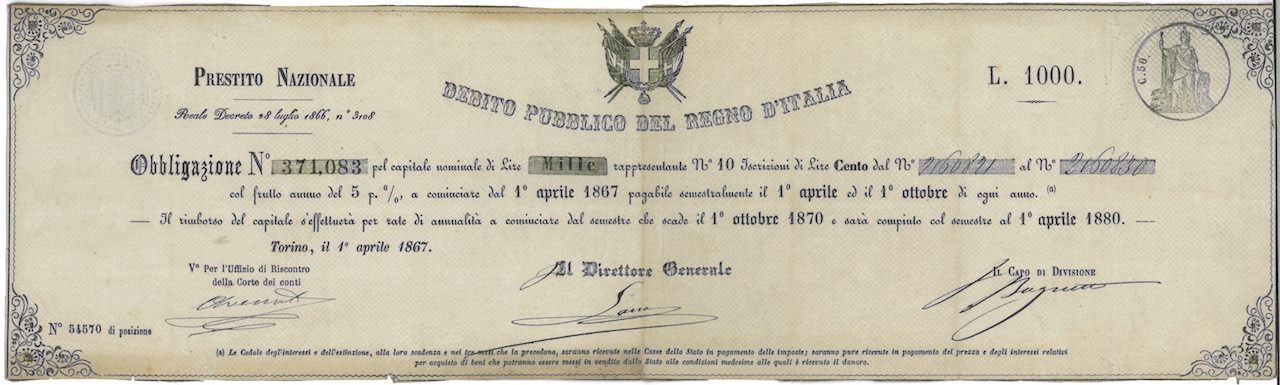 DEBITO PUBBLICO DEL REGNO D'ITALIA
PRESTITO NAZIONALE
Reale Decreto 28 luglio 1866, n° 3108
L. 1000.
C. 50.
Obbligazione N° 371,083 pel capitale nominale di Lire Mille rappresentante N° 10 Iscrizioni di Lire Cento dal N° 2160821 al N° 2160830
col frutto annuo del 5 p. %, a cominciare dal 1° aprile 1867 pagabile semestralmente il 1° aprile ed il 1° ottobre di ogni anno. (a)
— Il rimborso del capitale s'effettuerà per rate di annualità a cominciare dal semestre che scade il 1° ottobre 1870 e sarà compiuto col semestre al 1° aprile 1880. —
Torino, il 1° aprile 1867.
V° Per l'Uffizio di Riscontro
della Corte dei conti
Il Direttore Generale
IL CAPO DI DIVISIONE
N° 54570 di posizione
(a) Le Cedole degl'interessi e dell'estinzione, alla loro scadenza e nei tre mesi che la precedono, saranno ricevute nelle Casse dello Stato in pagamento delle imposte; saranno pure ricevute in pagamento del prezzo e degli interessi relativi
per acquisto di beni che potranno essere messi in vendita dallo Stato alle condizioni medesime alle quali è ricevuto il danaro.